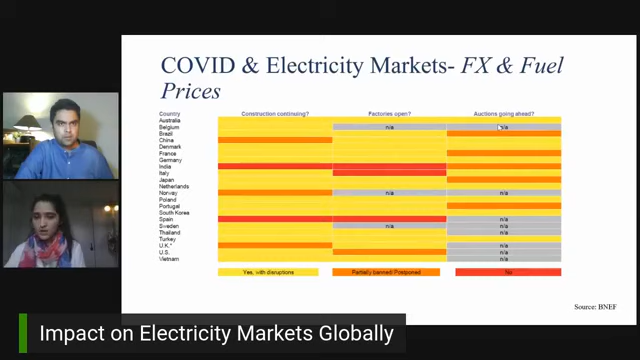 COVID & Electricity Markets- FX & Fuel
Prices
Country Construction continuing? Factories open? Auctions going ahead?
Australia
Belgium n/a n/a
Brazil
China
Denmark
France
Germany
India
Italy
Japan
Netherlands
Norway n/a n/a
Poland
Portugal
South Korea
Spain n/a
Sweden n/a n/a
Thailand n/a
Turkey
U.K.* n/a
U.S. n/a
Vietnam n/a
Yes, with disruptions Partially banned/ Postponed No
Source: BNEF
Impact on Electricity Markets Globally